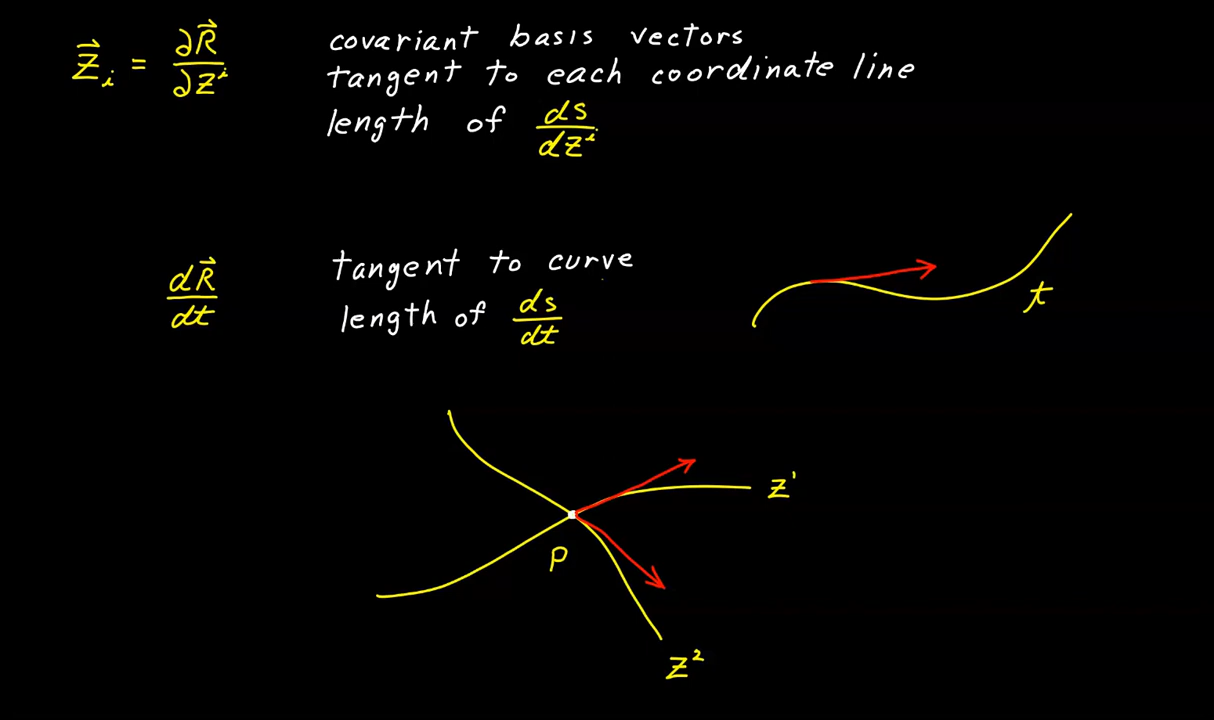 Z⃗ᵢ = ∂R⃗/∂Zⁱ covariant basis vectors
tangent to each coordinate line
length of ds/dZⁱ
dR⃗/dt tangent to curve
length of ds/dt
t
Z¹
P
Z²